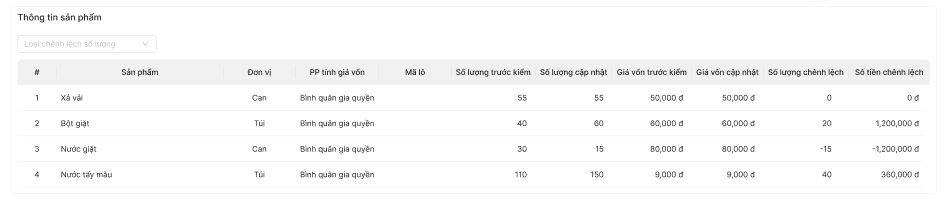 Thông tin sản phẩm
Loại chênh lệch số lượng
# Sản phẩm Đơn vị PP tính giá vốn Mã lô Số lượng trước kiểm Số lượng cập nhật Giá vốn trước kiểm Giá vốn cập nhật Số lượng chênh lệch Số tiền chênh lệch
1 Xả vải Can Bình quân gia quyền 55 55 50,000 đ 50,000 đ 0 0 đ
2 Bột giặt Túi Bình quân gia quyền 40 60 60,000 đ 60,000 đ 20 1,200,000 đ
3 Nước giặt Can Bình quân gia quyền 30 15 80,000 đ 80,000 đ -15 -1,200,000 đ
4 Nước tẩy màu Túi Bình quân gia quyền 110 150 9,000 đ 9,000 đ 40 360,000 đ